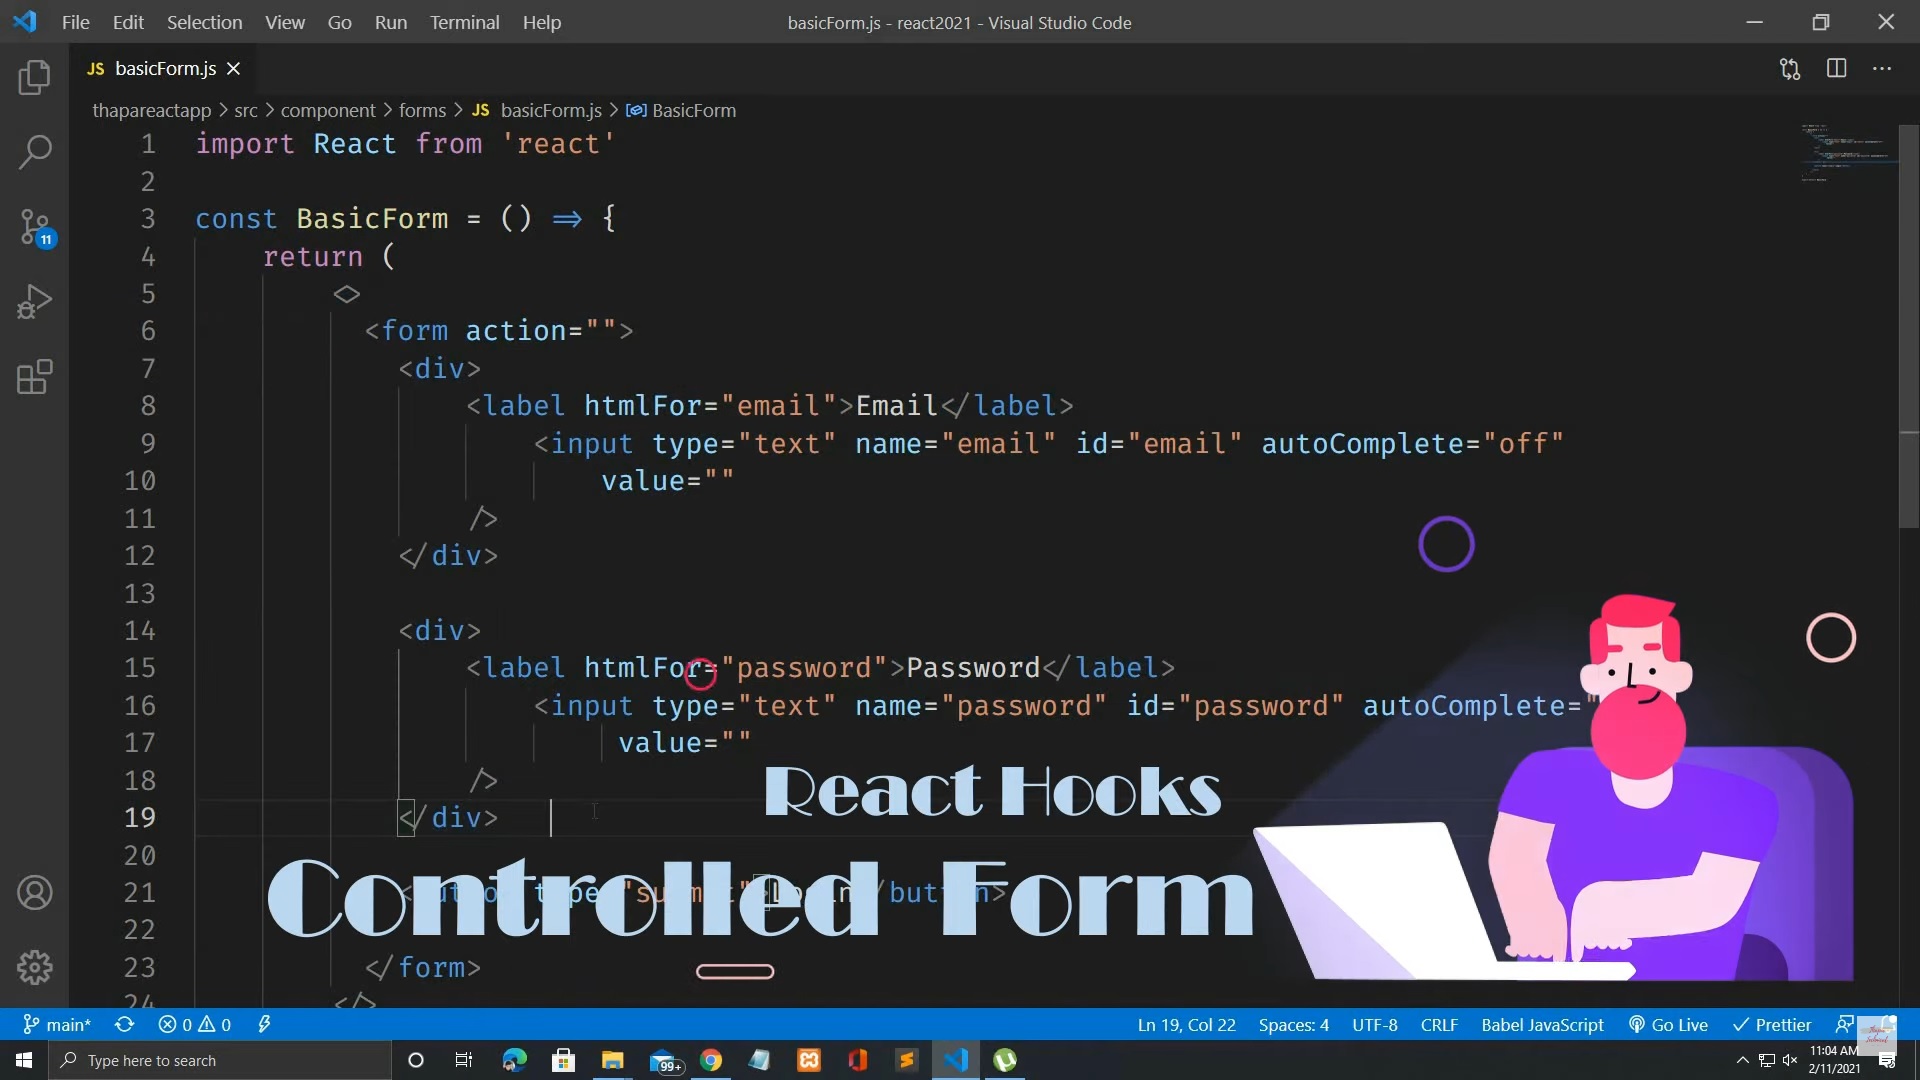 File Edit Selection View Go Run Terminal Help
basicForm.js - react2021 - Visual Studio Code
JS basicForm.js
thapareactapp > src > component > forms > JS basicForm.js > BasicForm
1 import React from 'react'
2
3 const BasicForm = () => {
4 return (
5 <>
6 <form action="">
7 <div>
8 <label htmlFor="email">Email</label>
9 <input type="text" name="email" id="email" autoComplete="off"
10 value=""
11 />
12 </div>
13
14 <div>
15 <label htmlFor="password">Password</label>
16 <input type="text" name="password" id="password" autoComplete="
17 value=""
18 />
19 </div>
20
21
22
23 </form>
24 </>
React Hooks
Controlled Form
11
main* 0 0 Ln 19, Col 22 Spaces: 4 UTF-8 CRLF Babel JavaScript Go Live Prettier
Type here to search
99+
11:04 AM
2/11/2021